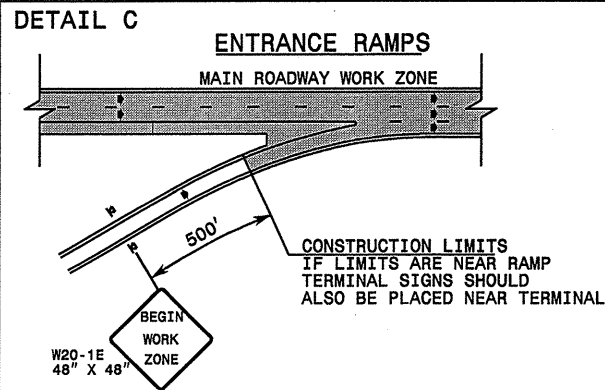 DETAIL C
ENTRANCE RAMPS
MAIN ROADWAY WORK ZONE
500'
CONSTRUCTION LIMITS
IF LIMITS ARE NEAR RAMP
TERMINAL SIGNS SHOULD
ALSO BE PLACED NEAR TERMINAL
BEGIN
WORK
ZONE
W20-1E
48" X 48"